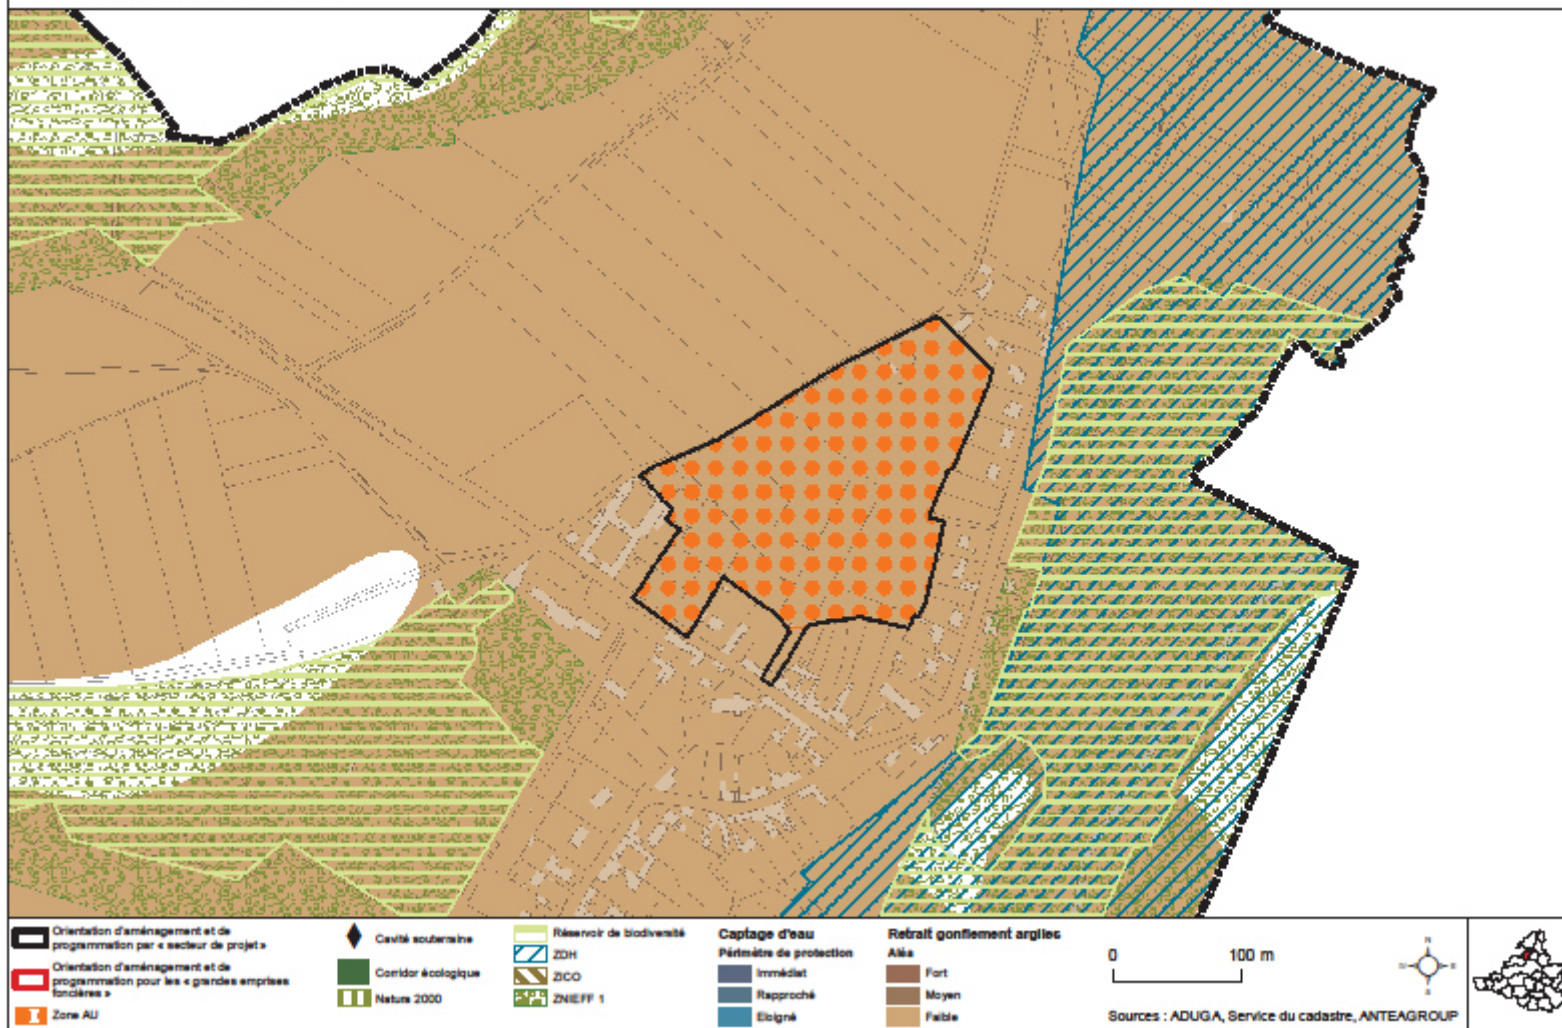 Orientation d'aménagement et de
programmation par « secteur de projet »
Orientation d'aménagement et de
programmation pour les « grandes emprises
foncières »
Zone AU
Cavité souterraine
Corridor écologique
Natura 2000
Réservoir de biodiversité
ZDH
ZICO
ZNIEFF 1
Captage d'eau
Périmètre de protection
Immédiat
Rapproché
Eloigné
Retrait gonflement argiles
Aléa
Fort
Moyen
Faible
0 100 m
Sources : ADUGA, Service du cadastre, ANTEAGROUP
N
S